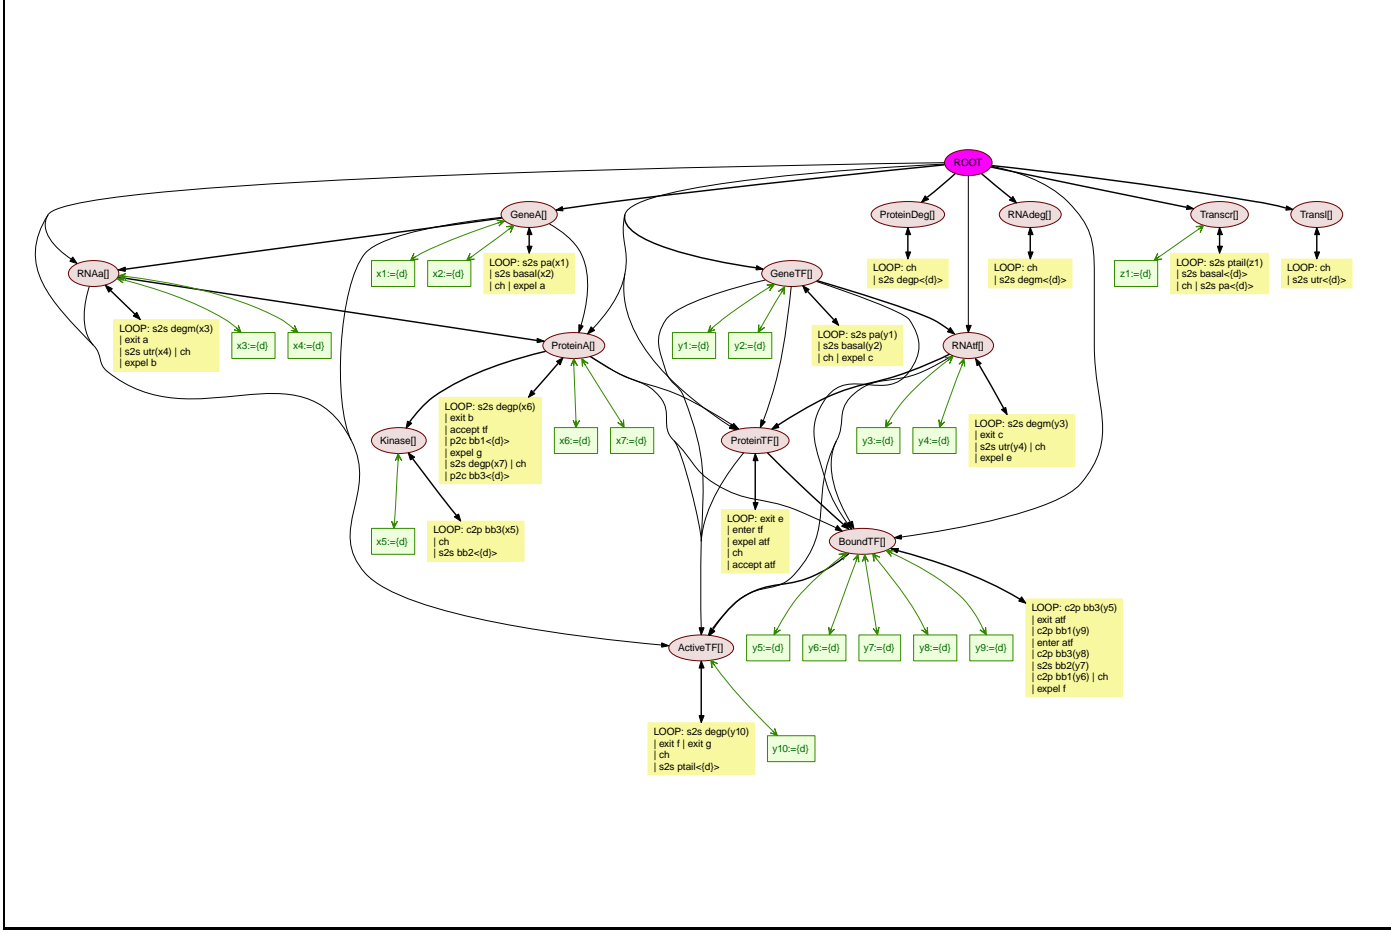 ROOT
GeneA[]
ProteinDeg[]
RNAdeg[]
Transcr[]
Transl[]
x1:={d}
x2:={d}
LOOP: s2s pa(x1)
| s2s basal(x2)
| ch | expel a
RNAa[]
GeneTF[]
LOOP: ch
| s2s degp<{d}>
LOOP: ch
| s2s degm<{d}>
z1:={d}
LOOP: s2s ptail(z1)
| s2s basal<{d}>
| ch | s2s pa<{d}>
LOOP: ch
| s2s utr<{d}>
LOOP: s2s degm(x3)
| exit a
| s2s utr(x4) | ch
| expel b
x3:={d}
x4:={d}
ProteinA[]
y1:={d}
y2:={d}
LOOP: s2s pa(y1)
| s2s basal(y2)
| ch | expel c
RNAtf[]
Kinase[]
LOOP: s2s degp(x6)
| exit b
| accept tf
| p2c bb1<{d}>
| expel g
| s2s degp(x7) | ch
| p2c bb3<{d}>
x6:={d}
x7:={d}
ProteinTF[]
y3:={d}
y4:={d}
LOOP: s2s degm(y3)
| exit c
| s2s utr(y4) | ch
| expel e
x5:={d}
LOOP: c2p bb3(x5)
| ch
| s2s bb2<{d}>
LOOP: exit e
| enter tf
| expel atf
| ch
| accept atf
BoundTF[]
ActiveTF[]
y5:={d}
y6:={d}
y7:={d}
y8:={d}
y9:={d}
LOOP: c2p bb3(y5)
| exit atf
| c2p bb1(y9)
| enter atf
| c2p bb3(y8)
| s2s bb2(y7)
| c2p bb1(y6) | ch
| expel f
LOOP: s2s degp(y10)
| exit f | exit g
| ch
| s2s ptail<{d}>
y10:={d}